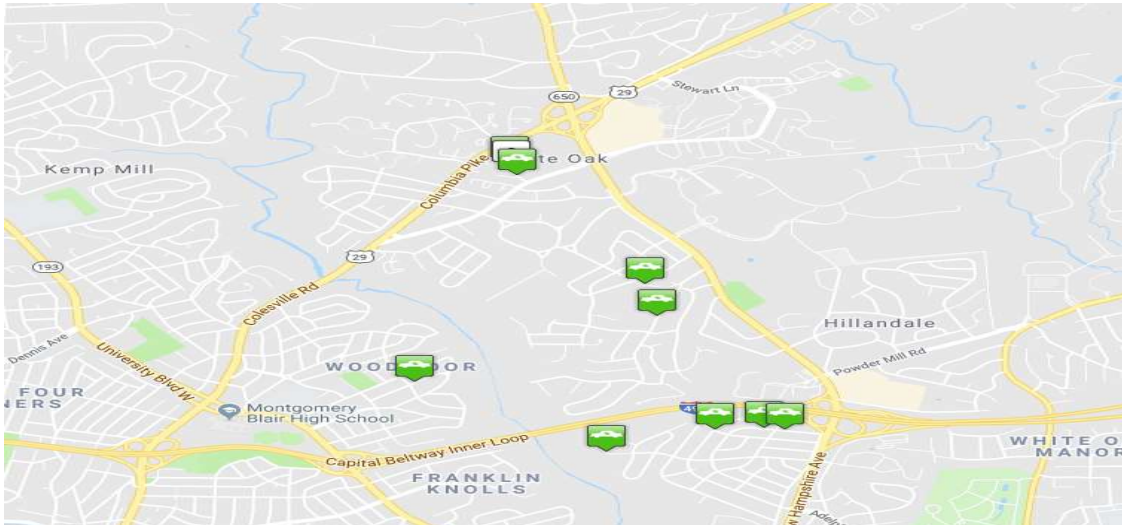 650
29
Stewart Ln
Kemp Mill
te Oak
Columbia Pike
29
193
Colesville Rd
Hillandale
Powder Mill Rd
Dennis Ave
University Blvd W
WOOD OOR
FOUR
NERS
Montgomery
Blair High School
Capital Beltway Inner Loop
FRANKLIN
KNOLLS
WHITE O
MANOR
w Hampshire Ave
Adelp